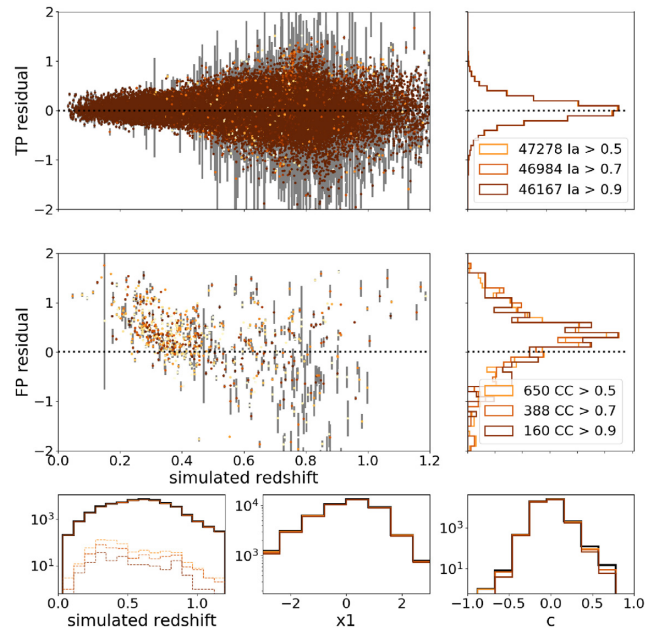 2
1
TP residual
0
−1
−2
47278 Ia > 0.5
46984 Ia > 0.7
46167 Ia > 0.9
2
1
FP residual
0
−1
−2
0.0 0.2 0.4 0.6 0.8 1.0 1.2
simulated redshift
650 CC > 0.5
388 CC > 0.7
160 CC > 0.9
10³
10¹
0.0 0.5 1.0
simulated redshift
10⁴
10³
−2 0 2
x1
10³
10¹
−1.0 −0.5 0.0 0.5 1.0
c